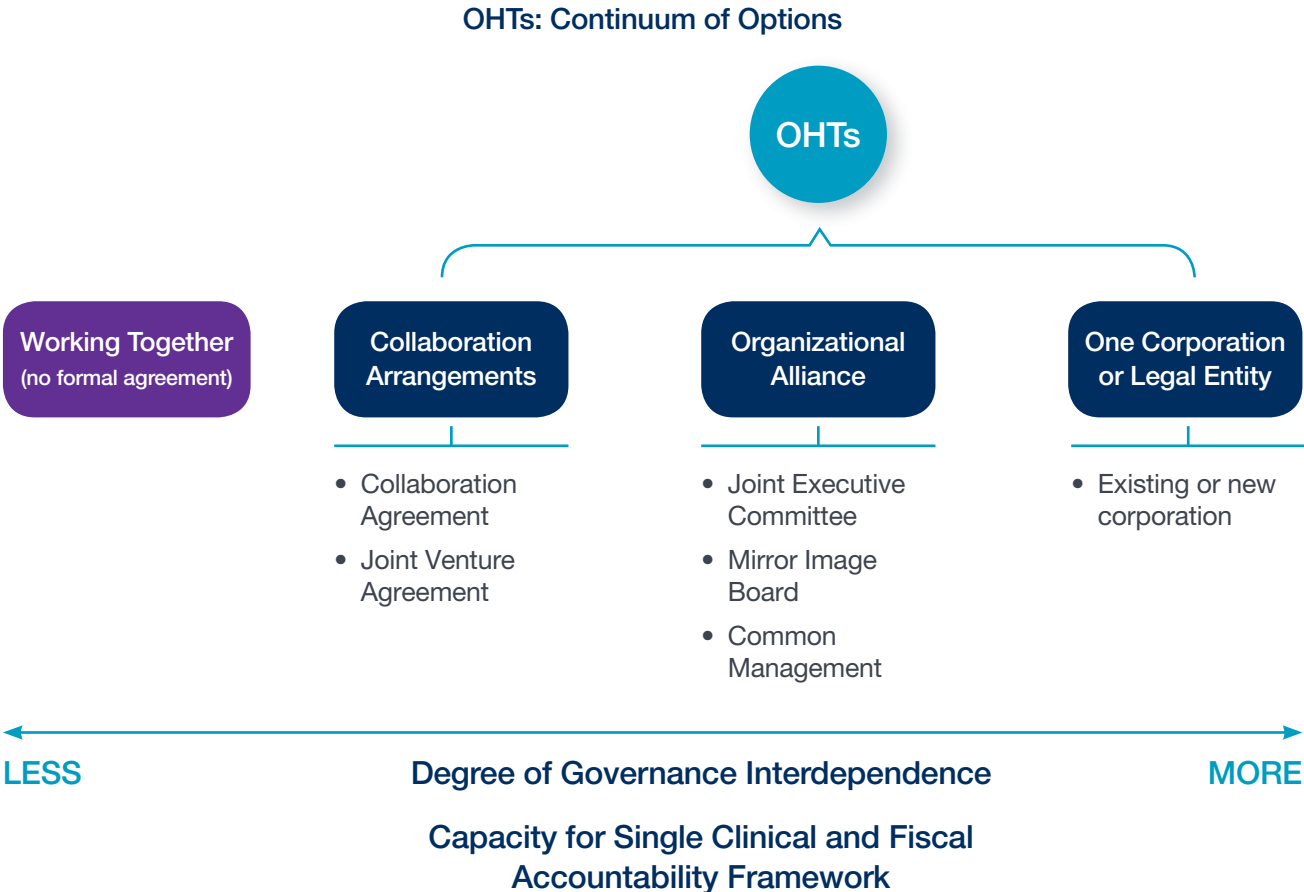 OHTs: Continuum of Options
OHTs
Working Together
(no formal agreement)
Collaboration
Arrangements
• Collaboration
Agreement
• Joint Venture
Agreement
Organizational
Alliance
• Joint Executive
Committee
• Mirror Image
Board
• Common
Management
One Corporation
or Legal Entity
• Existing or new
corporation
LESS
Degree of Governance Interdependence
MORE
Capacity for Single Clinical and Fiscal
Accountability Framework